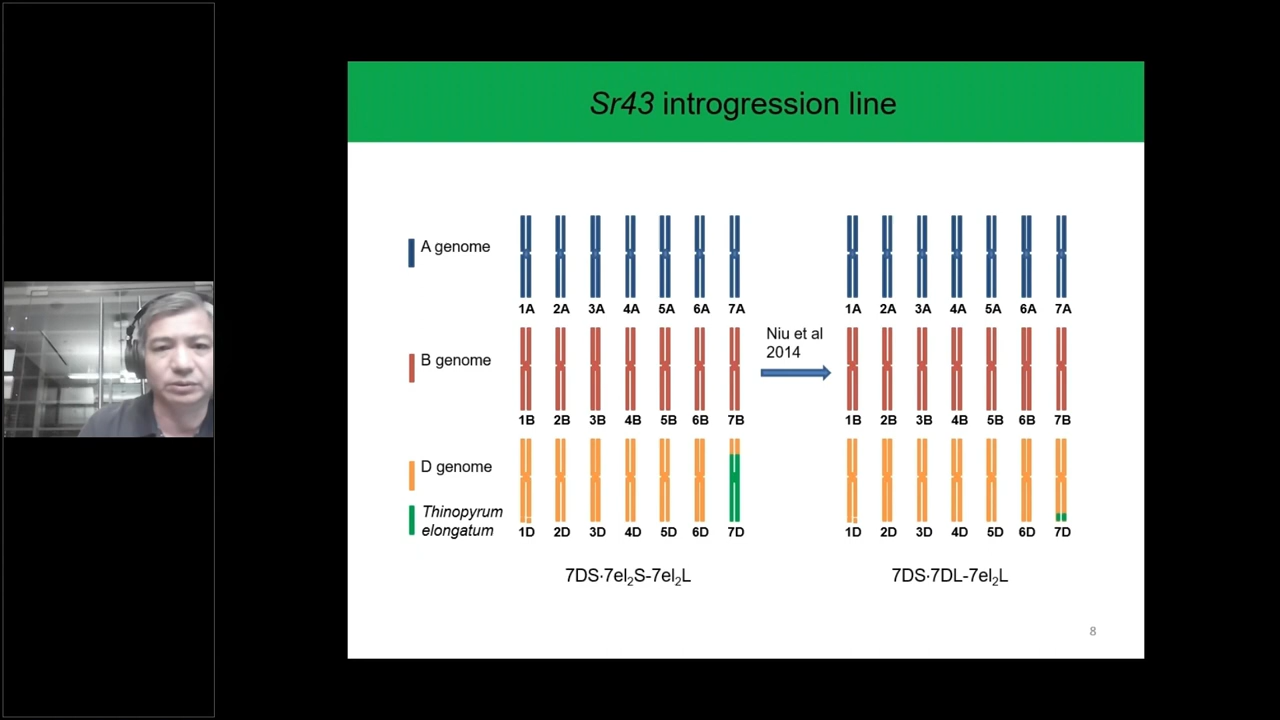 Sr43 introgression line
A genome
1A 2A 3A 4A 5A 6A 7A
1A 2A 3A 4A 5A 6A 7A
Niu et al
2014
B genome
1B 2B 3B 4B 5B 6B 7B
1B 2B 3B 4B 5B 6B 7B
D genome
Thinopyrum
elongatum
1D 2D 3D 4D 5D 6D 7D
1D 2D 3D 4D 5D 6D 7D
7DS·7el₂S-7el₂L
7DS·7DL-7el₂L
8